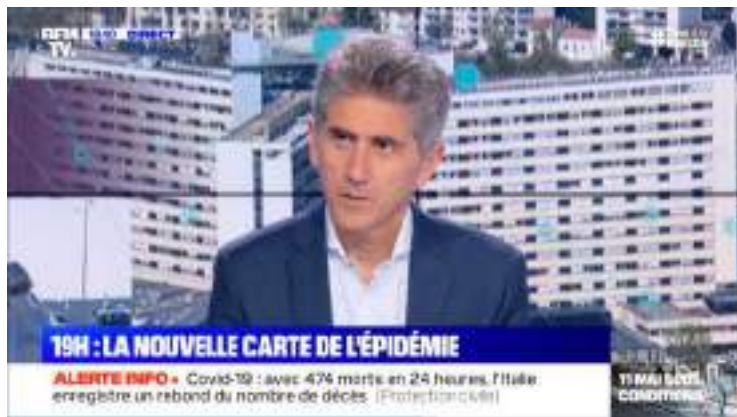 BFM
TV.
DIRECT
19H : LA NOUVELLE CARTE DE L'ÉPIDÉMIE
ALERTE INFO Covid-19 : avec 474 morts en 24 heures, l'Italie
enregistre un rebond du nombre de décès (Protection civile)
11 MAI SOUS
CONDITIONS